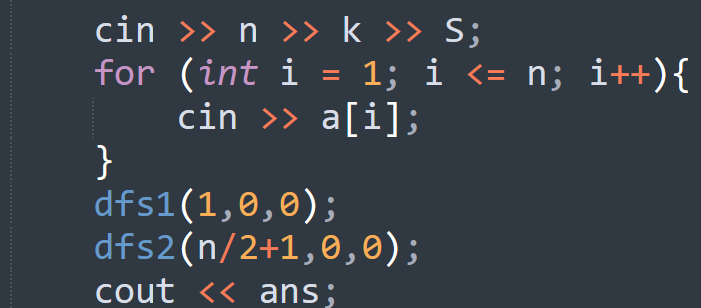 cin >> n >> k >> S;
for (int i = 1; i <= n; i++){
cin >> a[i];
}
dfs1(1,0,0);
dfs2(n/2+1,0,0);
cout << ans;